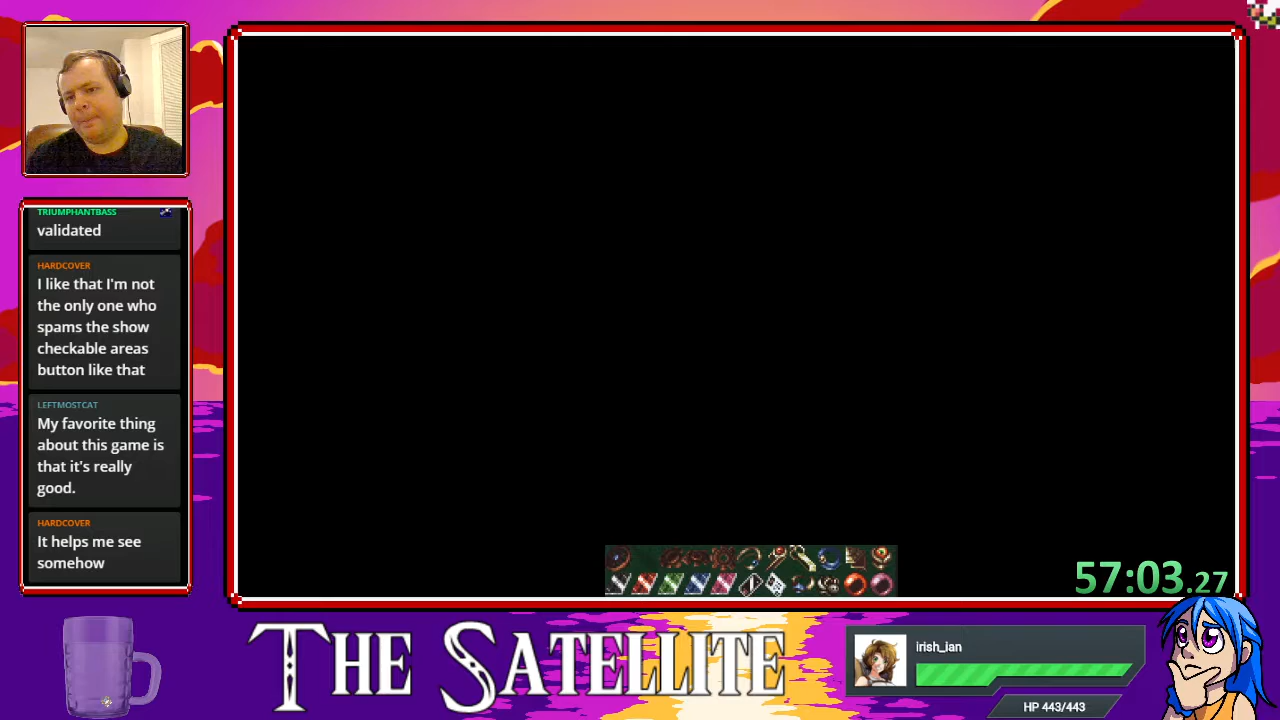 TRIUMPHANTBASS
validated
HARDCOVER
I like that I'm not
the only one who
spams the show
checkable areas
button like that
LEFTMOSTCAT
My favorite thing
about this game is
that it's really
good.
HARDCOVER
It helps me see
somehow
57:03.27
THE SATELLITE
Irish_ian
HP 443/443